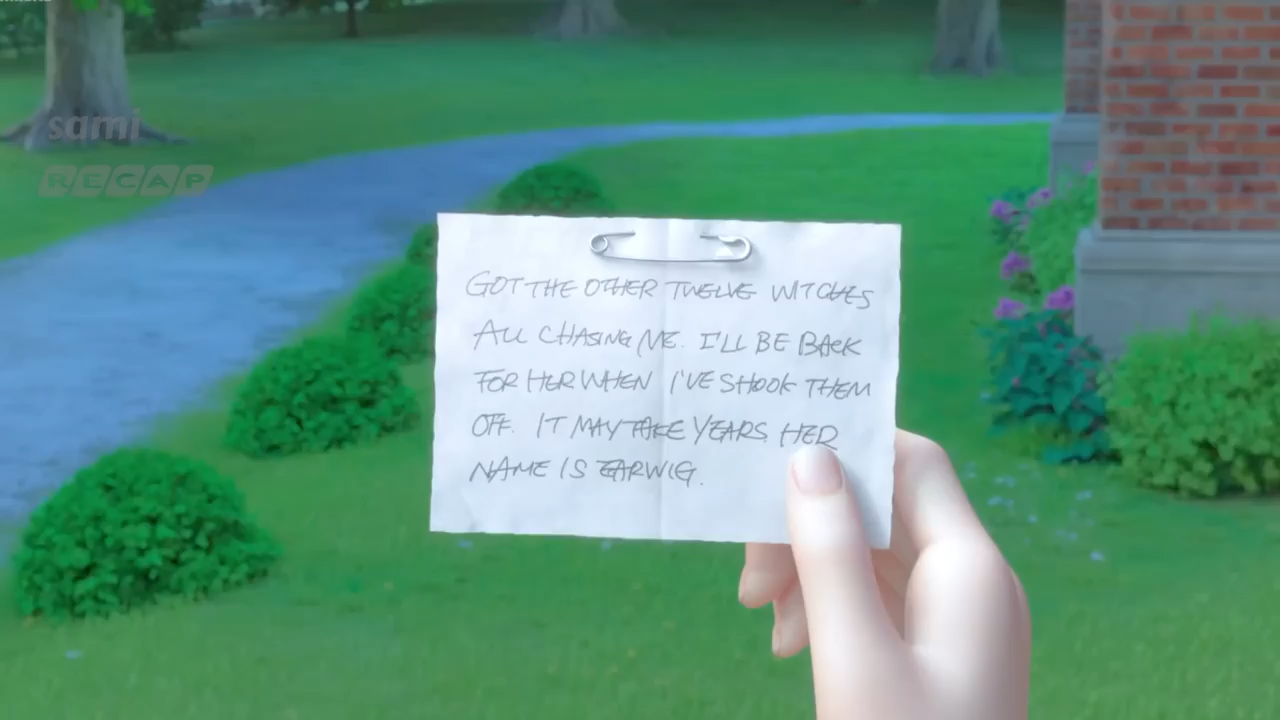 sami
RECAP
GOT THE OTHER TWELVE WITCHES
ALL CHASING ME. I'LL BE BACK
FOR HER WHEN I'VE SHOOK THEM
OFF. IT MAY TAKE YEARS. HER
NAME IS EARWIG.